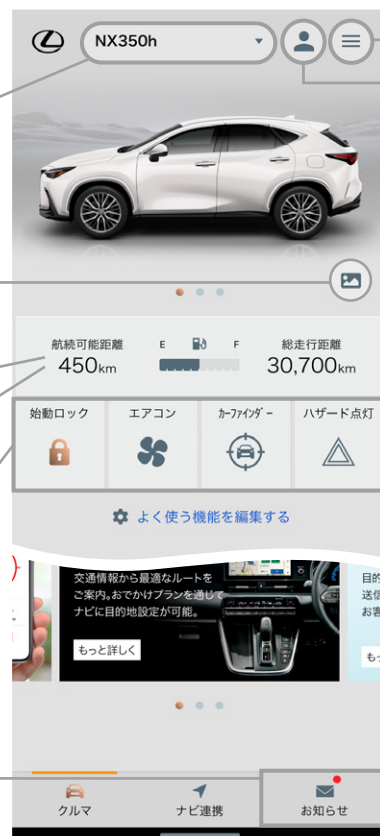 NX350h
航続可能距離
E
F
総走行距離
450km
30,700km
始動ロック
エアコン
カーファインダー
ハザード点灯
よく使う機能を編集する
交通情報から最適なルートを
ご案内。おでかけプランを通じて
ナビに目的地設定が可能。
もっと詳しく
目的
送信
お客
もっ
クルマ
ナビ連携
お知らせ